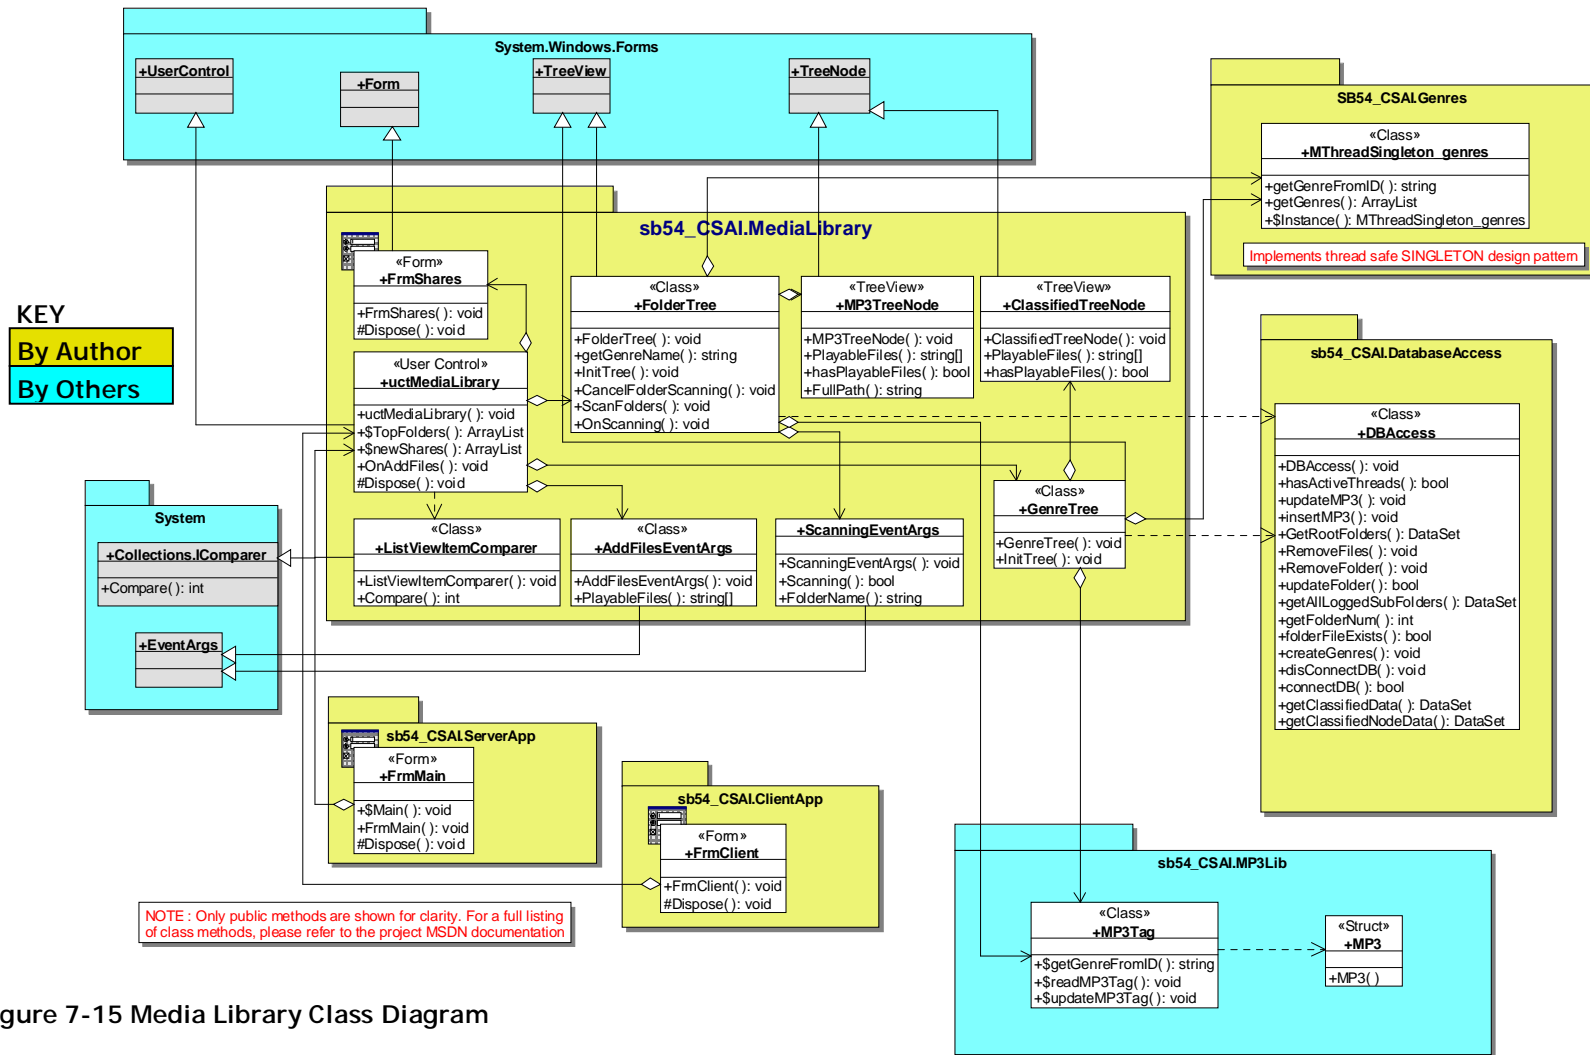 System.Windows.Forms
+UserControl
+Form
+TreeView
+TreeNode
SB54_CSAI.Genres
«Class»
+MThreadSingleton_genres
+getGenreFromID( ): string
+getGenres( ): ArrayList
+$Instance( ): MThreadSingleton_genres
Implements thread safe SINGLETON design pattern
sb54_CSAI.MediaLibrary
«Form»
+FrmShares
+FrmShares( ): void
#Dispose( ): void
«Class»
+FolderTree
+FolderTree( ): void
+getGenreName( ): string
+InitTree( ): void
+CancelFolderScanning( ): void
+ScanFolders( ): void
+OnScanning( ): void
«TreeView»
+MP3TreeNode
+MP3TreeNode( ): void
+PlayableFiles( ): string[]
+hasPlayableFiles( ): bool
+FullPath( ): string
«TreeView»
+ClassifiedTreeNode
+ClassifiedTreeNode( ): void
+PlayableFiles( ): string[]
+hasPlayableFiles( ): bool
KEY
By Author
By Others
«User Control»
+uctMediaLibrary
+uctMediaLibrary( ): void
+$TopFolders( ): ArrayList
+$newShares( ): ArrayList
+OnAddFiles( ): void
#Dispose( ): void
«Class»
+GenreTree
+GenreTree( ): void
+InitTree( ): void
«Class»
+ListViewItemComparer
+ListViewItemComparer( ): void
+Compare( ): int
«Class»
+AddFilesEventArgs
+AddFilesEventArgs( ): void
+PlayableFiles( ): string[]
+ScanningEventArgs
+ScanningEventArgs( ): void
+Scanning( ): bool
+FolderName( ): string
System
+Collections.IComparer
+Compare( ): int
+EventArgs
sb54_CSAI.DatabaseAccess
«Class»
+DBAccess
+DBAccess( ): void
+hasActiveThreads( ): bool
+updateMP3( ): void
+insertMP3( ): void
+GetRootFolders( ): DataSet
+RemoveFiles( ): void
+RemoveFolder( ): void
+updateFolder( ): bool
+getAllLoggedSubFolders( ): DataSet
+getFolderNum( ): int
+folderFileExists( ): bool
+createGenres( ): void
+disConnectDB( ): void
+connectDB( ): bool
+getClassifiedData( ): DataSet
+getClassifiedNodeData( ): DataSet
sb54_CSAI.ServerApp
«Form»
+FrmMain
+$Main( ): void
+FrmMain( ): void
#Dispose( ): void
sb54_CSAI.ClientApp
«Form»
+FrmClient
+FrmClient( ): void
#Dispose( ): void
sb54_CSAI.MP3Lib
«Class»
+MP3Tag
+$getGenreFromID( ): string
+$readMP3Tag( ): void
+$updateMP3Tag( ): void
«Struct»
+MP3
+MP3( )
NOTE : Only public methods are shown for clarity. For a full listing
of class methods, please refer to the project MSDN documentation
gure 7-15 Media Library Class Diagram